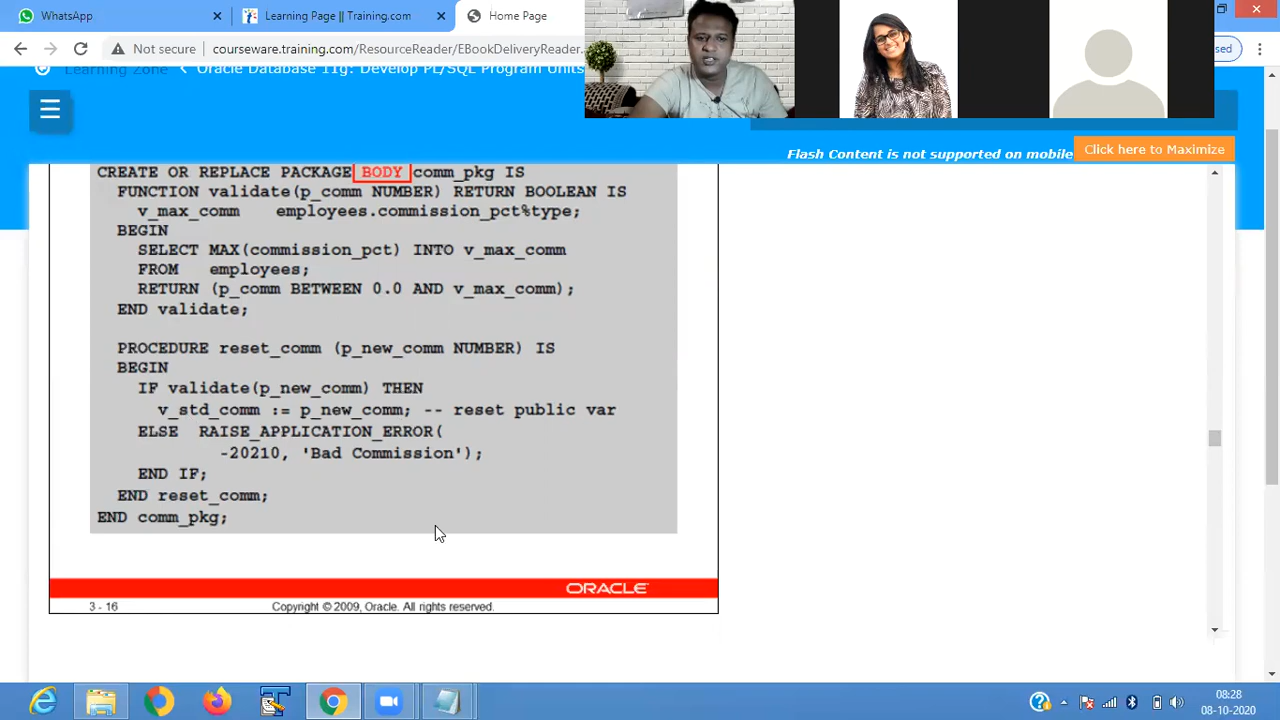 WhatsApp
Learning Page || Training.com
Home Page
Not secure
courseware.training.com/ResourceReader/EBookDeliveryReader.
Learning Zone
Oracle Database 11g: Develop PL/SQL Program Units
Flash Content is not supported on mobile
Click here to Maximize
CREATE OR REPLACE PACKAGE BODY comm_pkg IS
FUNCTION validate(p_comm NUMBER) RETURN BOOLEAN IS
v_max_comm employees.commission_pct%type;
BEGIN
SELECT MAX(commission_pct) INTO v_max_comm
FROM employees;
RETURN (p_comm BETWEEN 0.0 AND v_max_comm);
END validate;
PROCEDURE reset_comm (p_new_comm NUMBER) IS
BEGIN
IF validate(p_new_comm) THEN
v_std_comm := p_new_comm; -- reset public var
ELSE RAISE_APPLICATION_ERROR(
-20210, 'Bad Commission');
END IF;
END reset_comm;
END comm_pkg;
ORACLE
3 - 16
Copyright © 2009, Oracle. All rights reserved.
08:28
08-10-2020